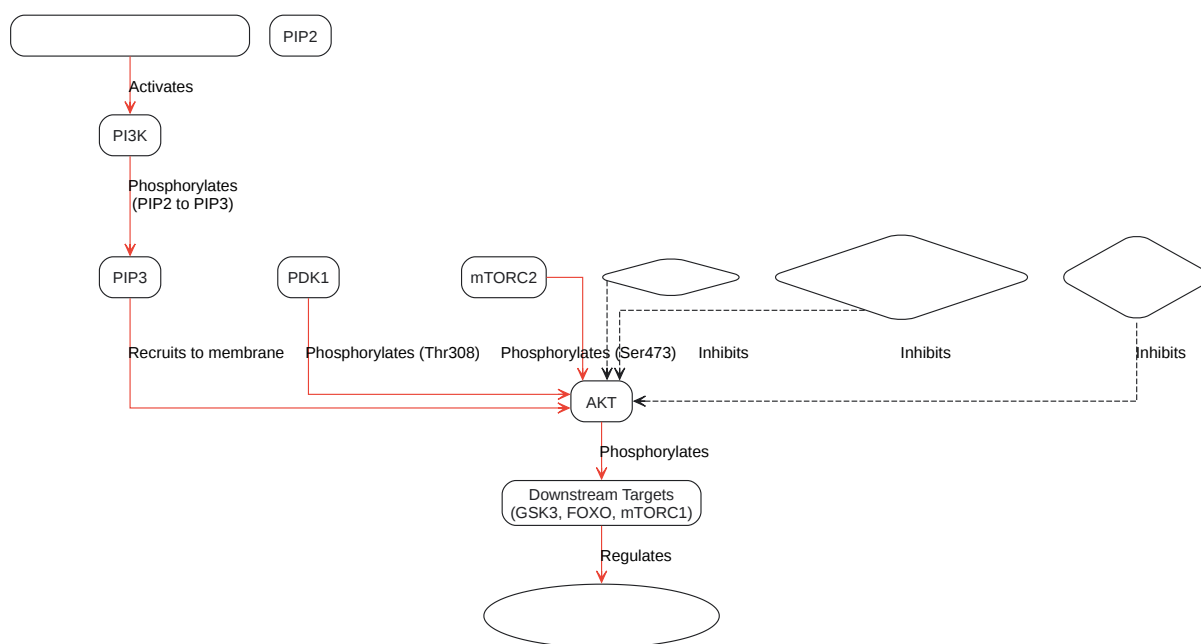 PIP2
Activates
PI3K
Phosphorylates
(PIP2 to PIP3)
PIP3
PDK1
mTORC2
Recruits to membrane
Phosphorylates (Thr308)
Phosphorylates (Ser473)
Inhibits
Inhibits
Inhibits
AKT
Phosphorylates
Downstream Targets
(GSK3, FOXO, mTORC1)
Regulates